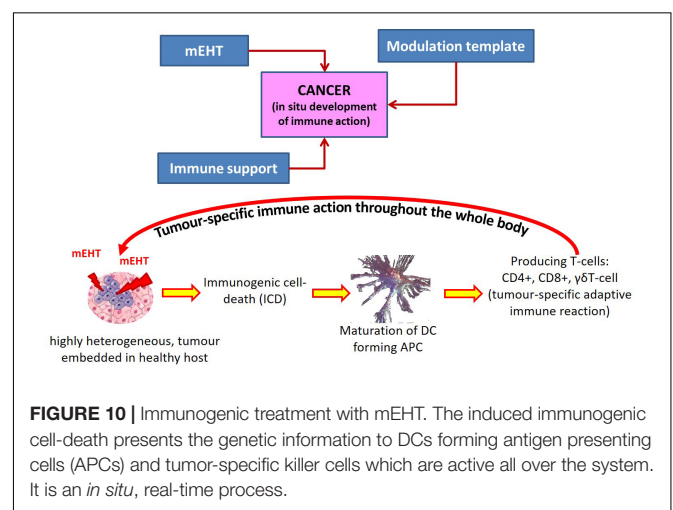 mEHT
Modulation template
CANCER
(in situ development
of immune action)
Immune support
Tumour-specific immune action throughout the whole body
mEHT
mEHT
highly heterogeneous, tumour
embedded in healthy host
Immunogenic cell-
death (ICD)
Maturation of DC
forming APC
Producing T-cells:
CD4+, CD8+, γδT-cell
(tumour-specific adaptive
immune reaction)
FIGURE 10 | Immunogenic treatment with mEHT. The induced immunogenic
cell-death presents the genetic information to DCs forming antigen presenting
cells (APCs) and tumor-specific killer cells which are active all over the system.
It is an in situ, real-time process.